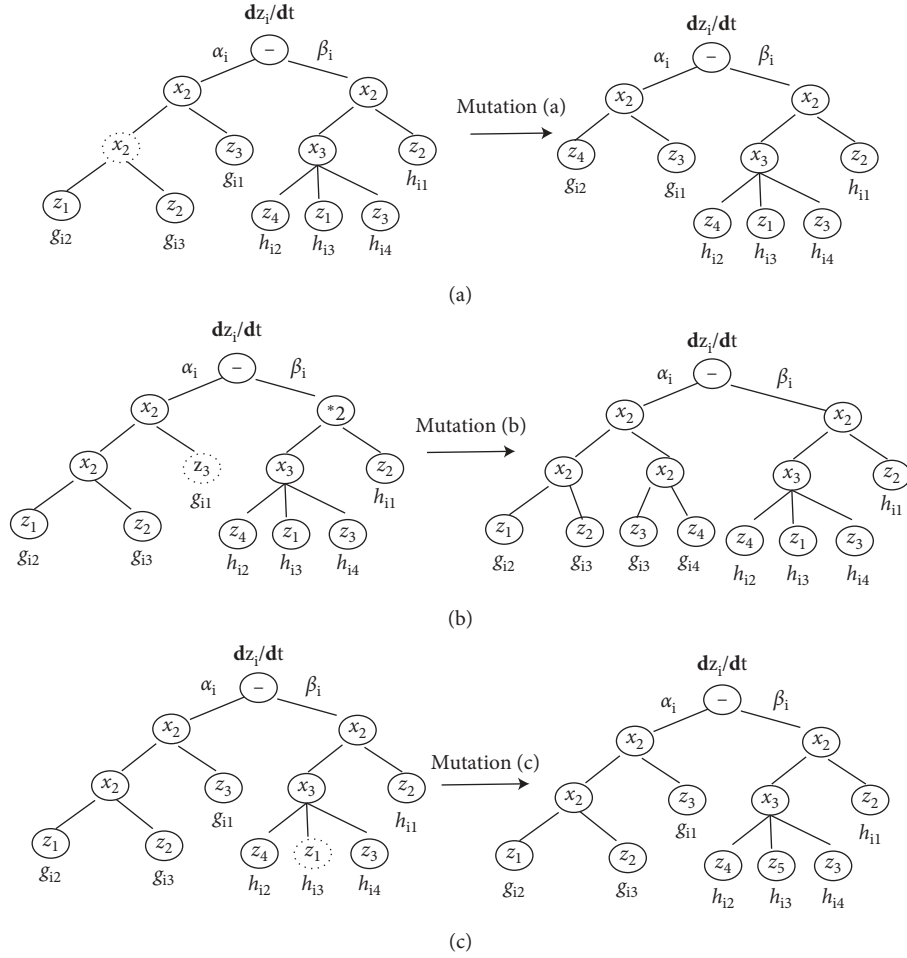 dz_i/dt dz_i/dt
α_i − β_i α_i − β_i
x_2 x_2 Mutation (a) x_2 x_2
x_2 z_3 x_3 z_2 z_4 z_3 x_3 z_2
g_i1 h_i1 g_i2 g_i1 h_i1
z_1 z_2 z_4 z_1 z_3 z_4 z_1 z_3
g_i2 g_i3 h_i2 h_i3 h_i4 h_i2 h_i3 h_i4
(a)
dz_i/dt dz_i/dt
α_i − β_i α_i − β_i
x_2 *2 Mutation (b) x_2 x_2
x_2 z_3 x_3 z_2 x_2 x_2 x_3 z_2
g_i1 h_i1 h_i1
z_1 z_2 z_4 z_1 z_3 z_1 z_2 z_3 z_4 z_4 z_1 z_3
g_i2 g_i3 h_i2 h_i3 h_i4 g_i2 g_i3 g_i3 g_i4 h_i2 h_i3 h_i4
(b)
dz_i/dt dz_i/dt
α_i − β_i α_i − β_i
x_2 x_2 Mutation (c) x_2 x_2
x_2 z_3 x_3 z_2 x_2 z_3 x_3 z_2
g_i1 h_i1 g_i1 h_i1
z_1 z_2 z_4 z_1 z_3 z_1 z_2 z_4 z_5 z_3
g_i2 g_i3 h_i2 h_i3 h_i4 g_i2 g_i3 h_i2 h_i3 h_i4
(c)